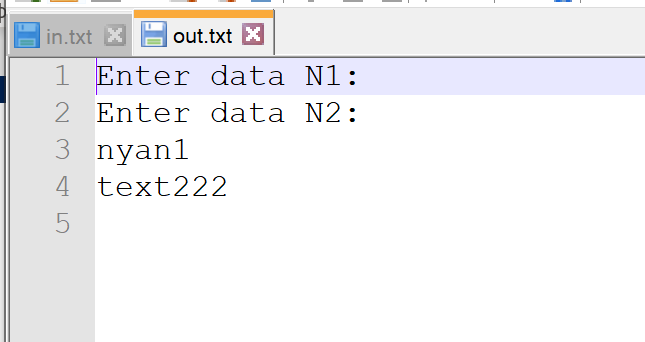 in.txt out.txt
1 Enter data N1:
2 Enter data N2:
3 nyan1
4 text222
5